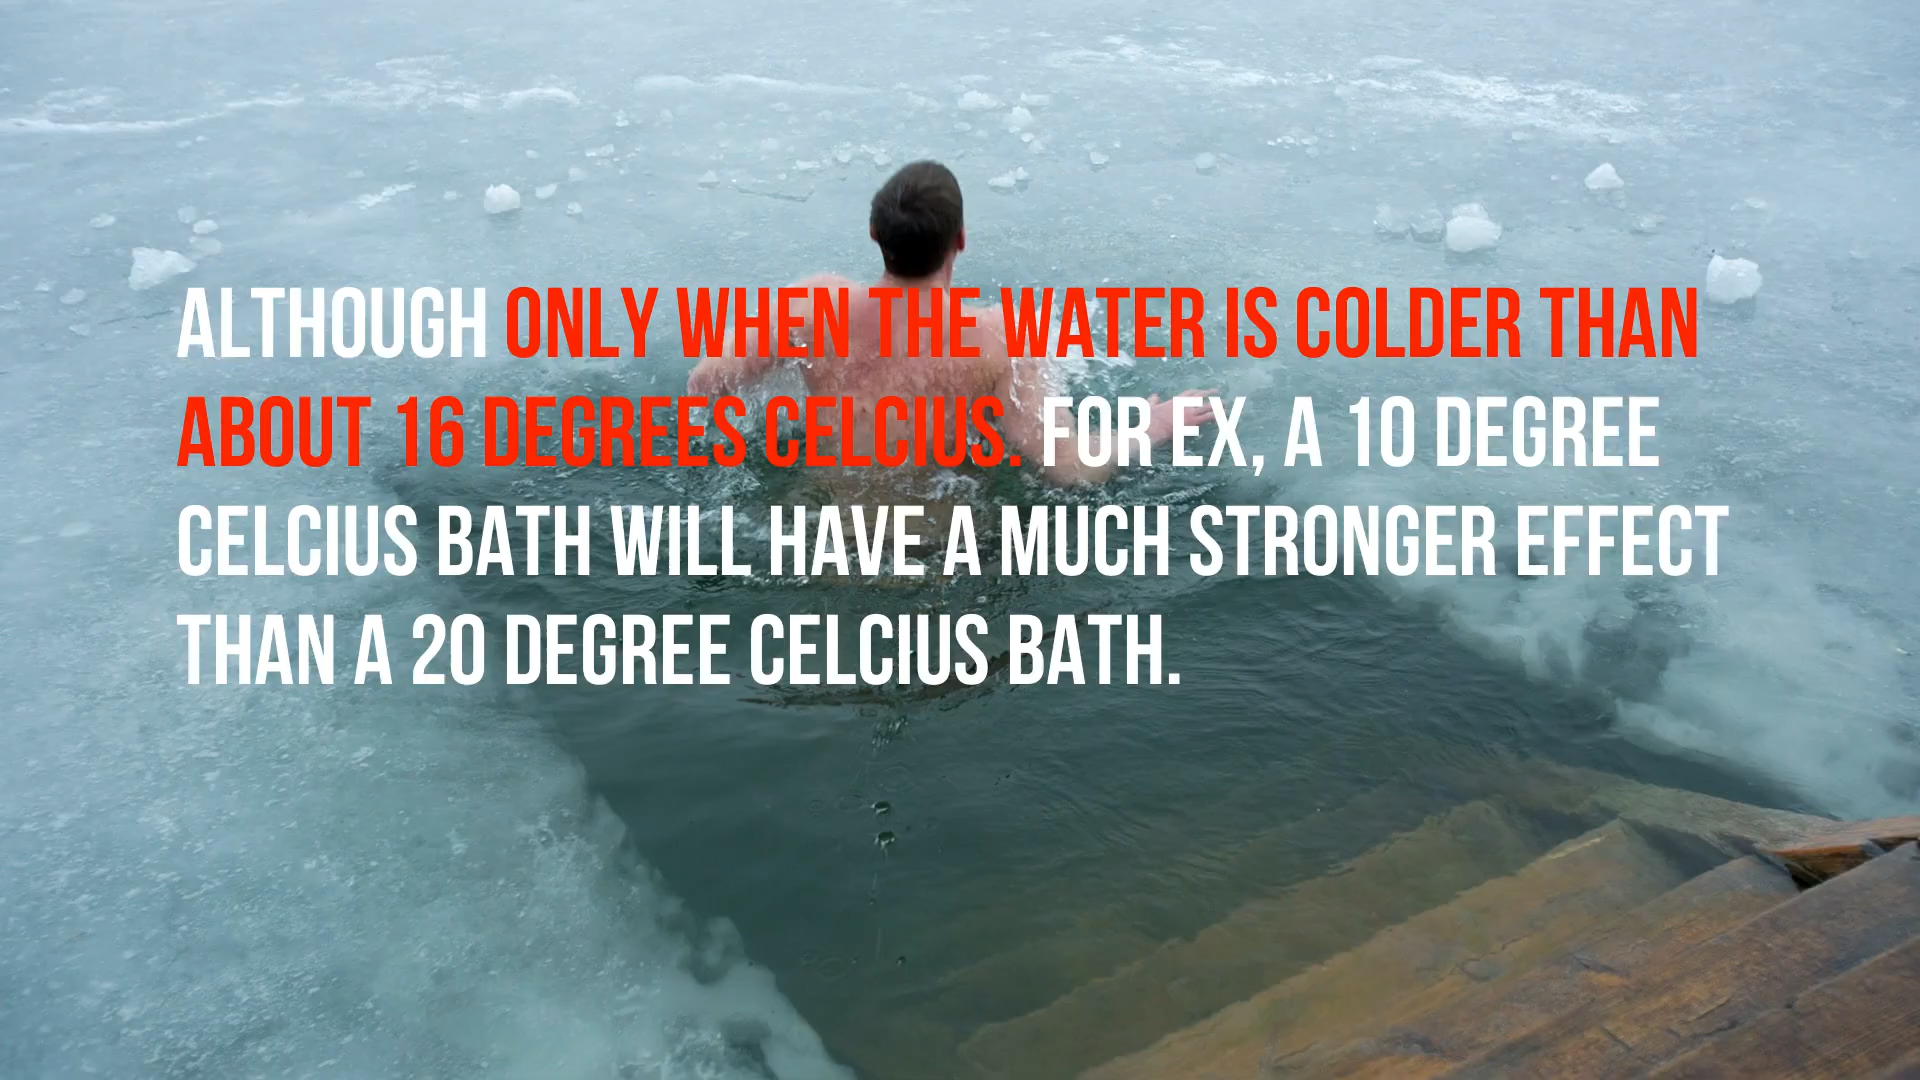 ALTHOUGH ONLY WHEN THE WATER IS COLDER THAN
ABOUT 16 DEGREES CELCIUS. FOR EX, A 10 DEGREE
CELCIUS BATH WILL HAVE A MUCH STRONGER EFFECT
THAN A 20 DEGREE CELCIUS BATH.